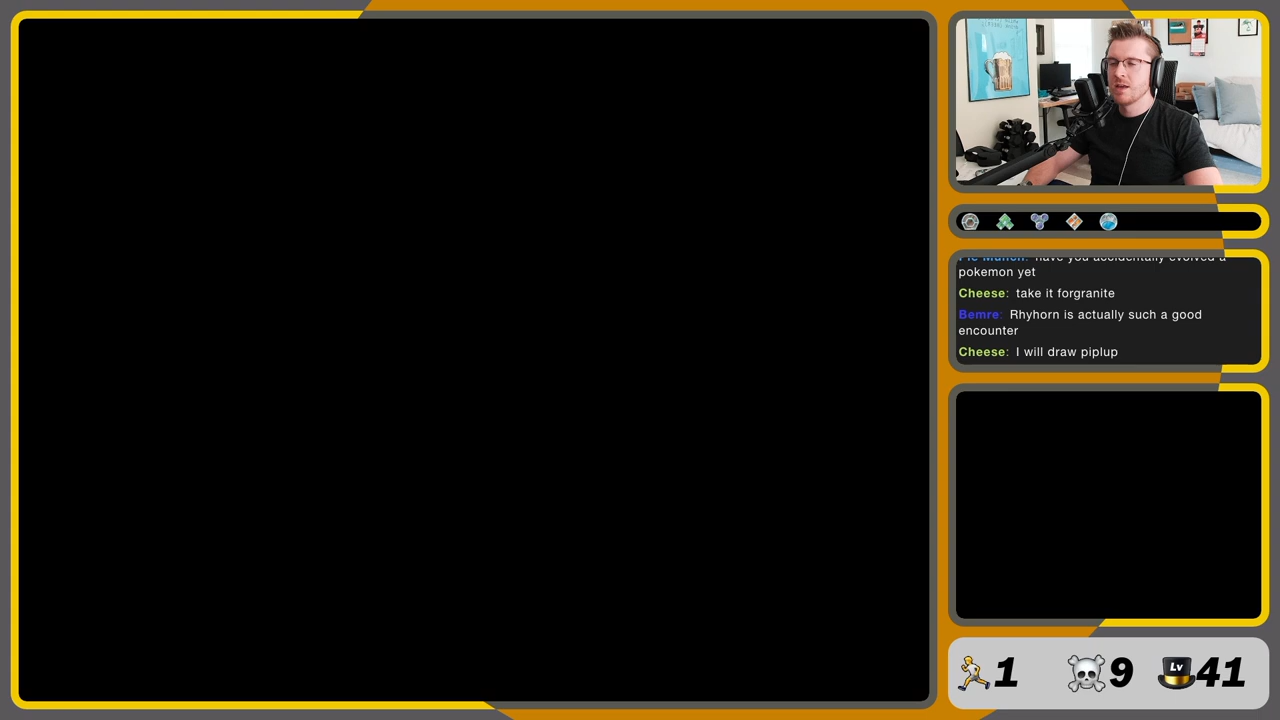 have you accidentally evolved a
pokemon yet
Cheese: take it forgranite
Bemre: Rhyhorn is actually such a good
encounter
Cheese: I will draw piplup
1
9
Lv 41